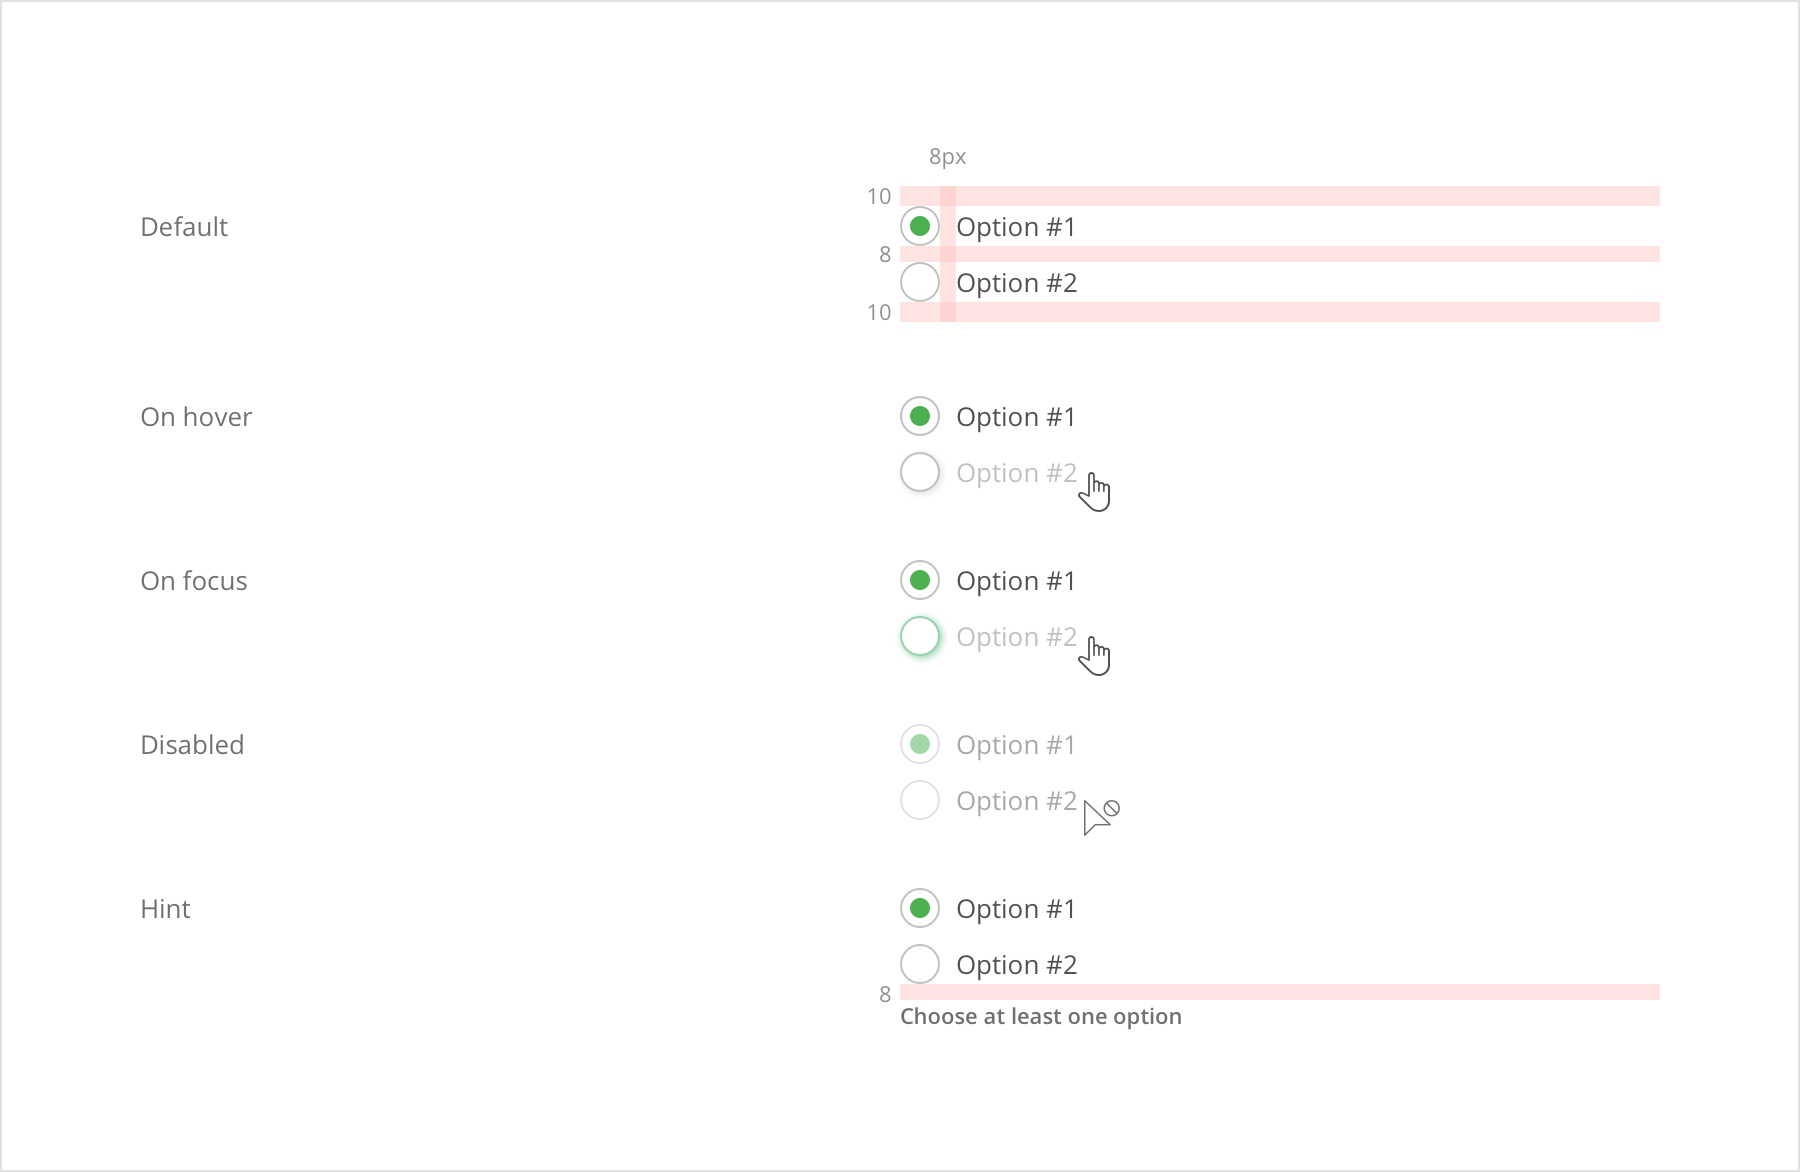 8px
10
Default
Option #1
8
Option #2
10
On hover
Option #1
Option #2
On focus
Option #1
Option #2
Disabled
Option #1
Option #2
Hint
Option #1
Option #2
8
Choose at least one option